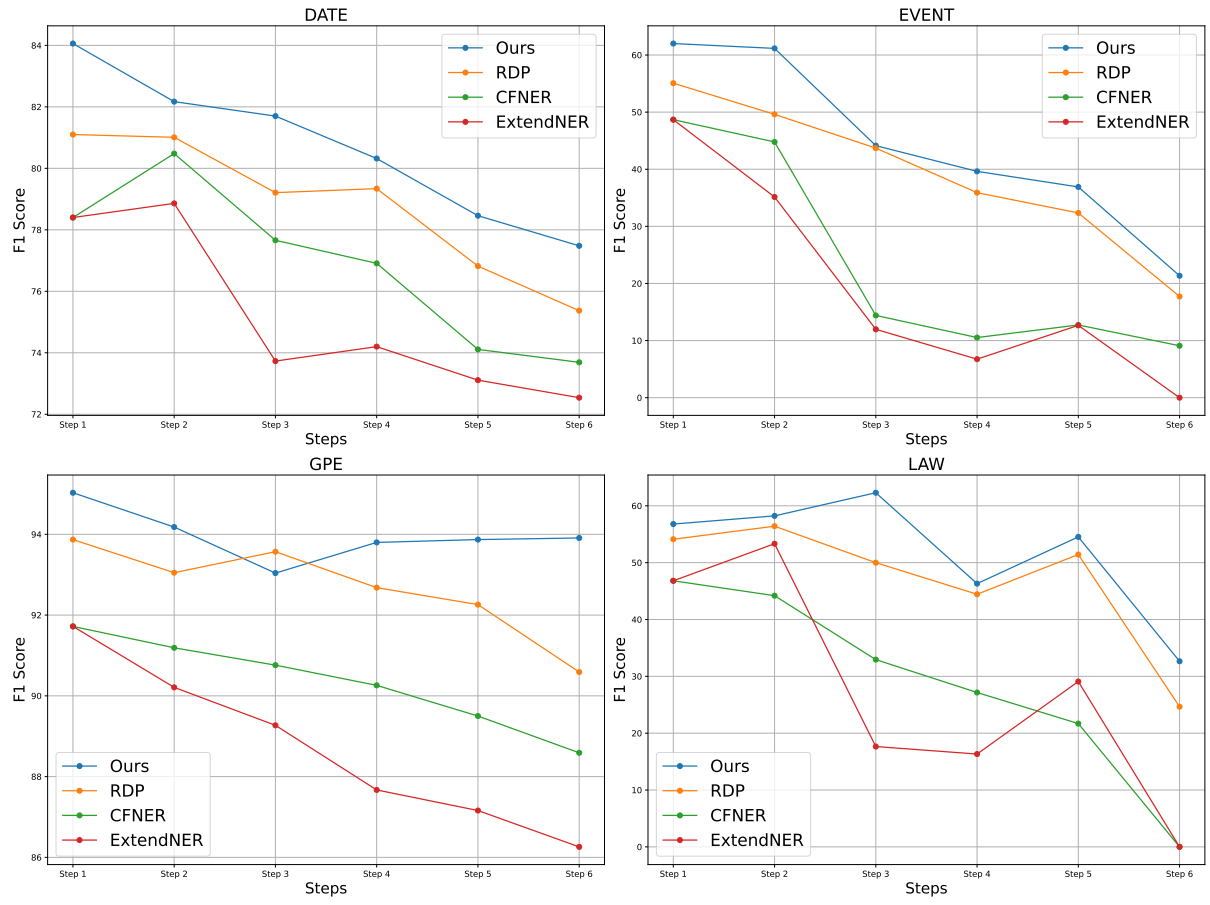 DATE
84
82
80
78
76
74
72
F1 Score
Step 1
Step 2
Step 3
Step 4
Step 5
Step 6
Steps
Ours
RDP
CFNER
ExtendNER
EVENT
60
50
40
30
20
10
0
F1 Score
Step 1
Step 2
Step 3
Step 4
Step 5
Step 6
Steps
Ours
RDP
CFNER
ExtendNER
GPE
94
92
90
88
86
F1 Score
Step 1
Step 2
Step 3
Step 4
Step 5
Step 6
Steps
Ours
RDP
CFNER
ExtendNER
LAW
60
50
40
30
20
10
0
F1 Score
Step 1
Step 2
Step 3
Step 4
Step 5
Step 6
Steps
Ours
RDP
CFNER
ExtendNER